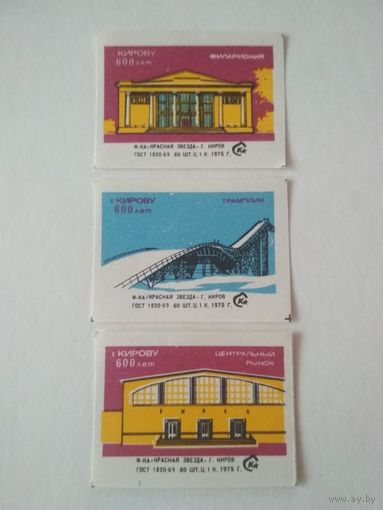 г. КИРОВУ
600 лет
ФИЛАРМОНИЯ
Ф-КА «КРАСНАЯ ЗВЕЗДА» Г. КИРОВ
ГОСТ 1820-69. 60 ШТ. Ц. 1 К. 1975 Г.
г. КИРОВУ
600 лет
ТРАМПЛИН
Ф-КА «КРАСНАЯ ЗВЕЗДА» Г. КИРОВ
ГОСТ 1820-69. 60 ШТ. Ц. 1 К. 1975 Г.
г. КИРОВУ
600 лет
ЦЕНТРАЛЬНЫЙ
РЫНОК
РЫНОК
Ф-КА «КРАСНАЯ ЗВЕЗДА» Г. КИРОВ
ГОСТ 1820-69. 60 ШТ. Ц. 1 К. 1975 Г.
www.ay.by